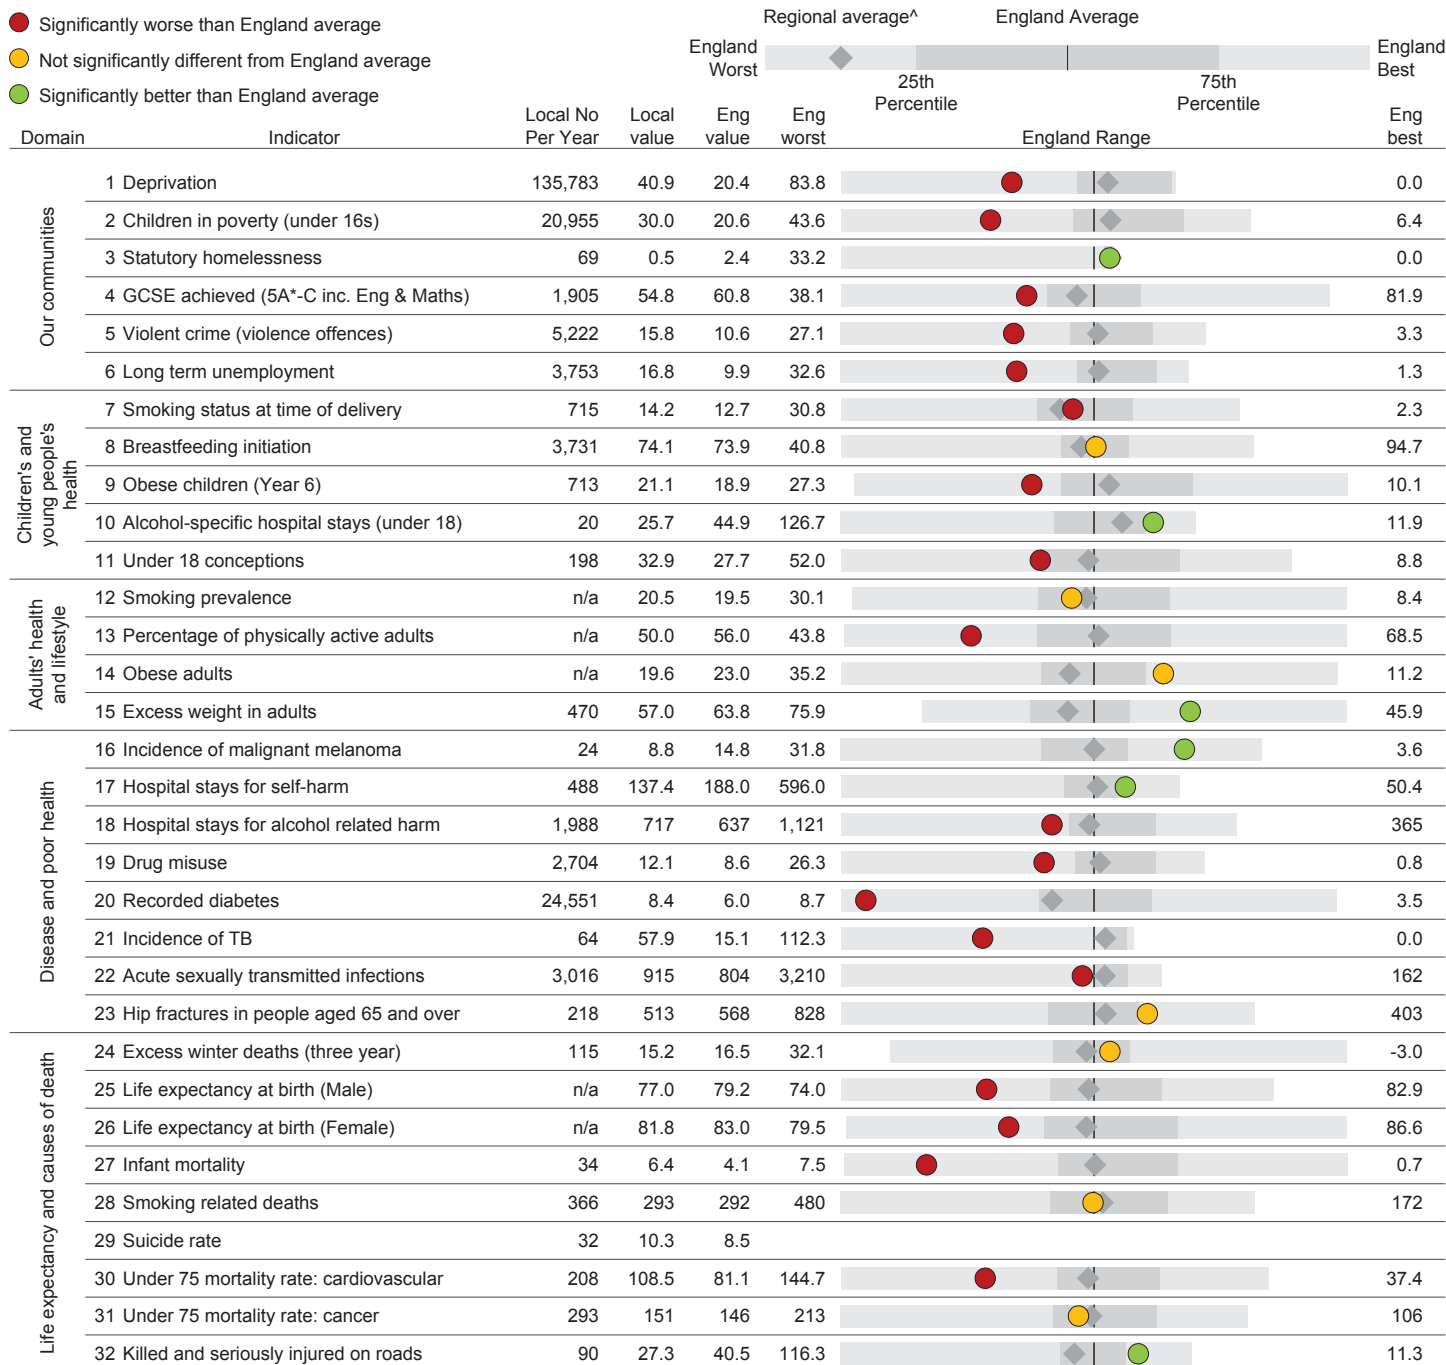 Significantly worse than England average
Not significantly different from England average
Significantly better than England average
Regional average^ England Average
England Worst
England Best
25th Percentile
75th Percentile
Domain Indicator Local No Per Year Local value Eng value Eng worst England Range Eng best
Our communities
1 Deprivation 135,783 40.9 20.4 83.8 0.0
2 Children in poverty (under 16s) 20,955 30.0 20.6 43.6 6.4
3 Statutory homelessness 69 0.5 2.4 33.2 0.0
4 GCSE achieved (5A*-C inc. Eng & Maths) 1,905 54.8 60.8 38.1 81.9
5 Violent crime (violence offences) 5,222 15.8 10.6 27.1 3.3
6 Long term unemployment 3,753 16.8 9.9 32.6 1.3
Children's and young people's health
7 Smoking status at time of delivery 715 14.2 12.7 30.8 2.3
8 Breastfeeding initiation 3,731 74.1 73.9 40.8 94.7
9 Obese children (Year 6) 713 21.1 18.9 27.3 10.1
10 Alcohol-specific hospital stays (under 18) 20 25.7 44.9 126.7 11.9
11 Under 18 conceptions 198 32.9 27.7 52.0 8.8
Adults' health and lifestyle
12 Smoking prevalence n/a 20.5 19.5 30.1 8.4
13 Percentage of physically active adults n/a 50.0 56.0 43.8 68.5
14 Obese adults n/a 19.6 23.0 35.2 11.2
15 Excess weight in adults 470 57.0 63.8 75.9 45.9
Disease and poor health
16 Incidence of malignant melanoma 24 8.8 14.8 31.8 3.6
17 Hospital stays for self-harm 488 137.4 188.0 596.0 50.4
18 Hospital stays for alcohol related harm 1,988 717 637 1,121 365
19 Drug misuse 2,704 12.1 8.6 26.3 0.8
20 Recorded diabetes 24,551 8.4 6.0 8.7 3.5
21 Incidence of TB 64 57.9 15.1 112.3 0.0
22 Acute sexually transmitted infections 3,016 915 804 3,210 162
23 Hip fractures in people aged 65 and over 218 513 568 828 403
Life expectancy and causes of death
24 Excess winter deaths (three year) 115 15.2 16.5 32.1 -3.0
25 Life expectancy at birth (Male) n/a 77.0 79.2 74.0 82.9
26 Life expectancy at birth (Female) n/a 81.8 83.0 79.5 86.6
27 Infant mortality 34 6.4 4.1 7.5 0.7
28 Smoking related deaths 366 293 292 480 172
29 Suicide rate 32 10.3 8.5
30 Under 75 mortality rate: cardiovascular 208 108.5 81.1 144.7 37.4
31 Under 75 mortality rate: cancer 293 151 146 213 106
32 Killed and seriously injured on roads 90 27.3 40.5 116.3 11.3